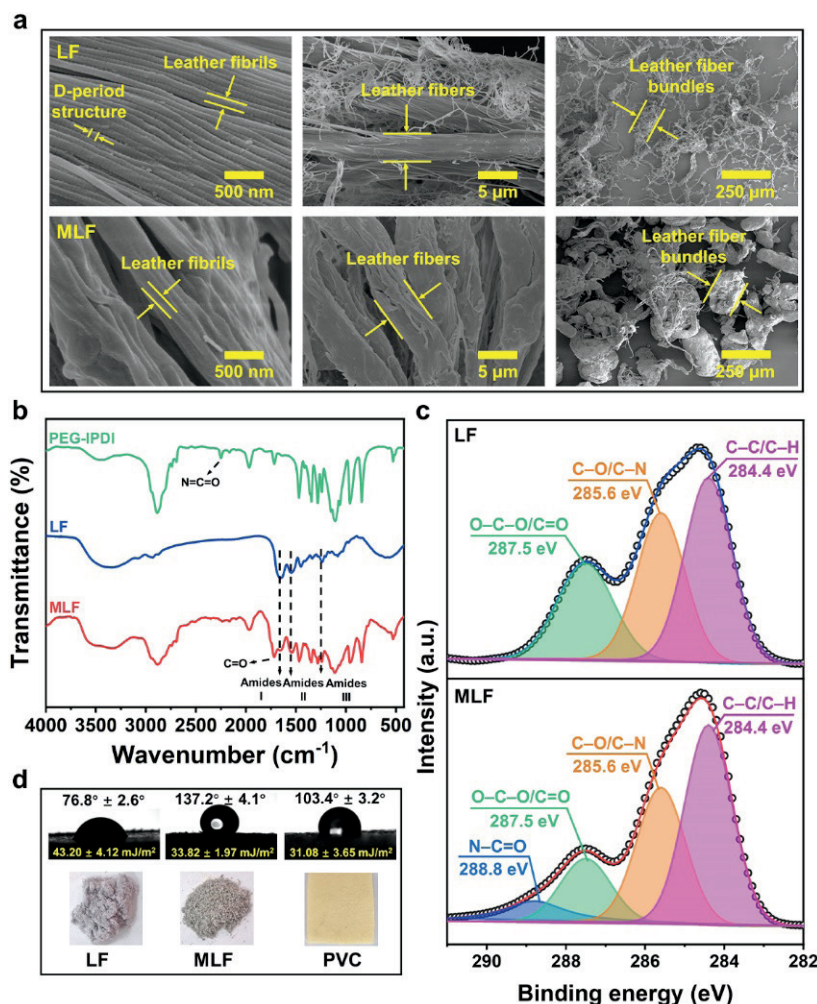 a
LF
Leather fibrils
D-period
structure
500 nm
Leather fibers
5 μm
Leather fiber
bundles
250 μm
MLF
Leather fibrils
500 nm
Leather fibers
5 μm
Leather fiber
bundles
250 μm
b
Transmittance (%)
PEG-IPDI
N=C=O
LF
MLF
C=O
Amides Amides Amides
I II III
4000 3000 2500 2000 1500 1000 500
Wavenumber (cm-1)
c
Intensity (a.u.)
LF
C–C/C–H
284.4 eV
C–O/C–N
285.6 eV
O–C–O/C=O
287.5 eV
MLF
C–C/C–H
284.4 eV
C–O/C–N
285.6 eV
O–C–O/C=O
287.5 eV
N–C=O
288.8 eV
290 288 286 284 282
Binding energy (eV)
d
76.8° ± 2.6° 137.2° ± 4.1° 103.4° ± 3.2°
43.20 ± 4.12 mJ/m² 33.82 ± 1.97 mJ/m² 31.08 ± 3.65 mJ/m²
LF MLF PVC